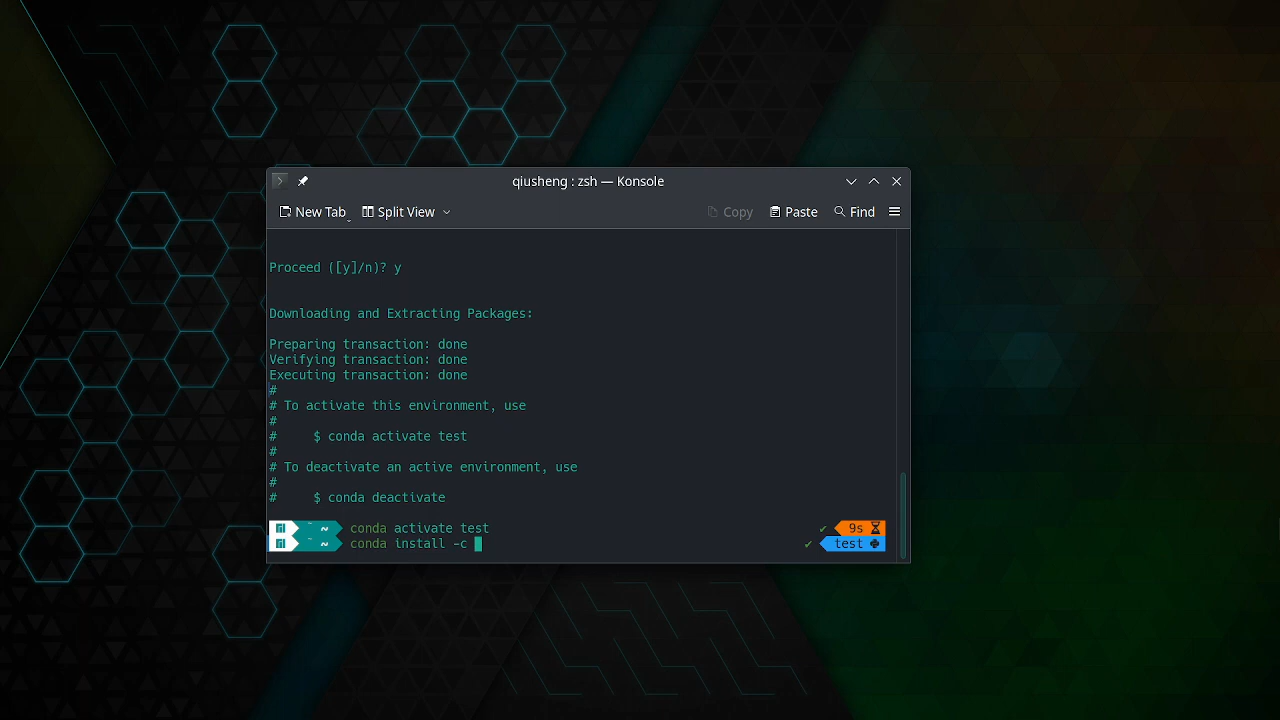 qiusheng : zsh — Konsole
New Tab Split View Copy Paste Find
Proceed ([y]/n)? y
Downloading and Extracting Packages:
Preparing transaction: done
Verifying transaction: done
Executing transaction: done
#
# To activate this environment, use
#
#     $ conda activate test
#
# To deactivate an active environment, use
#
#     $ conda deactivate
~ conda activate test ✔ 9s
~ conda install -c ✔ test